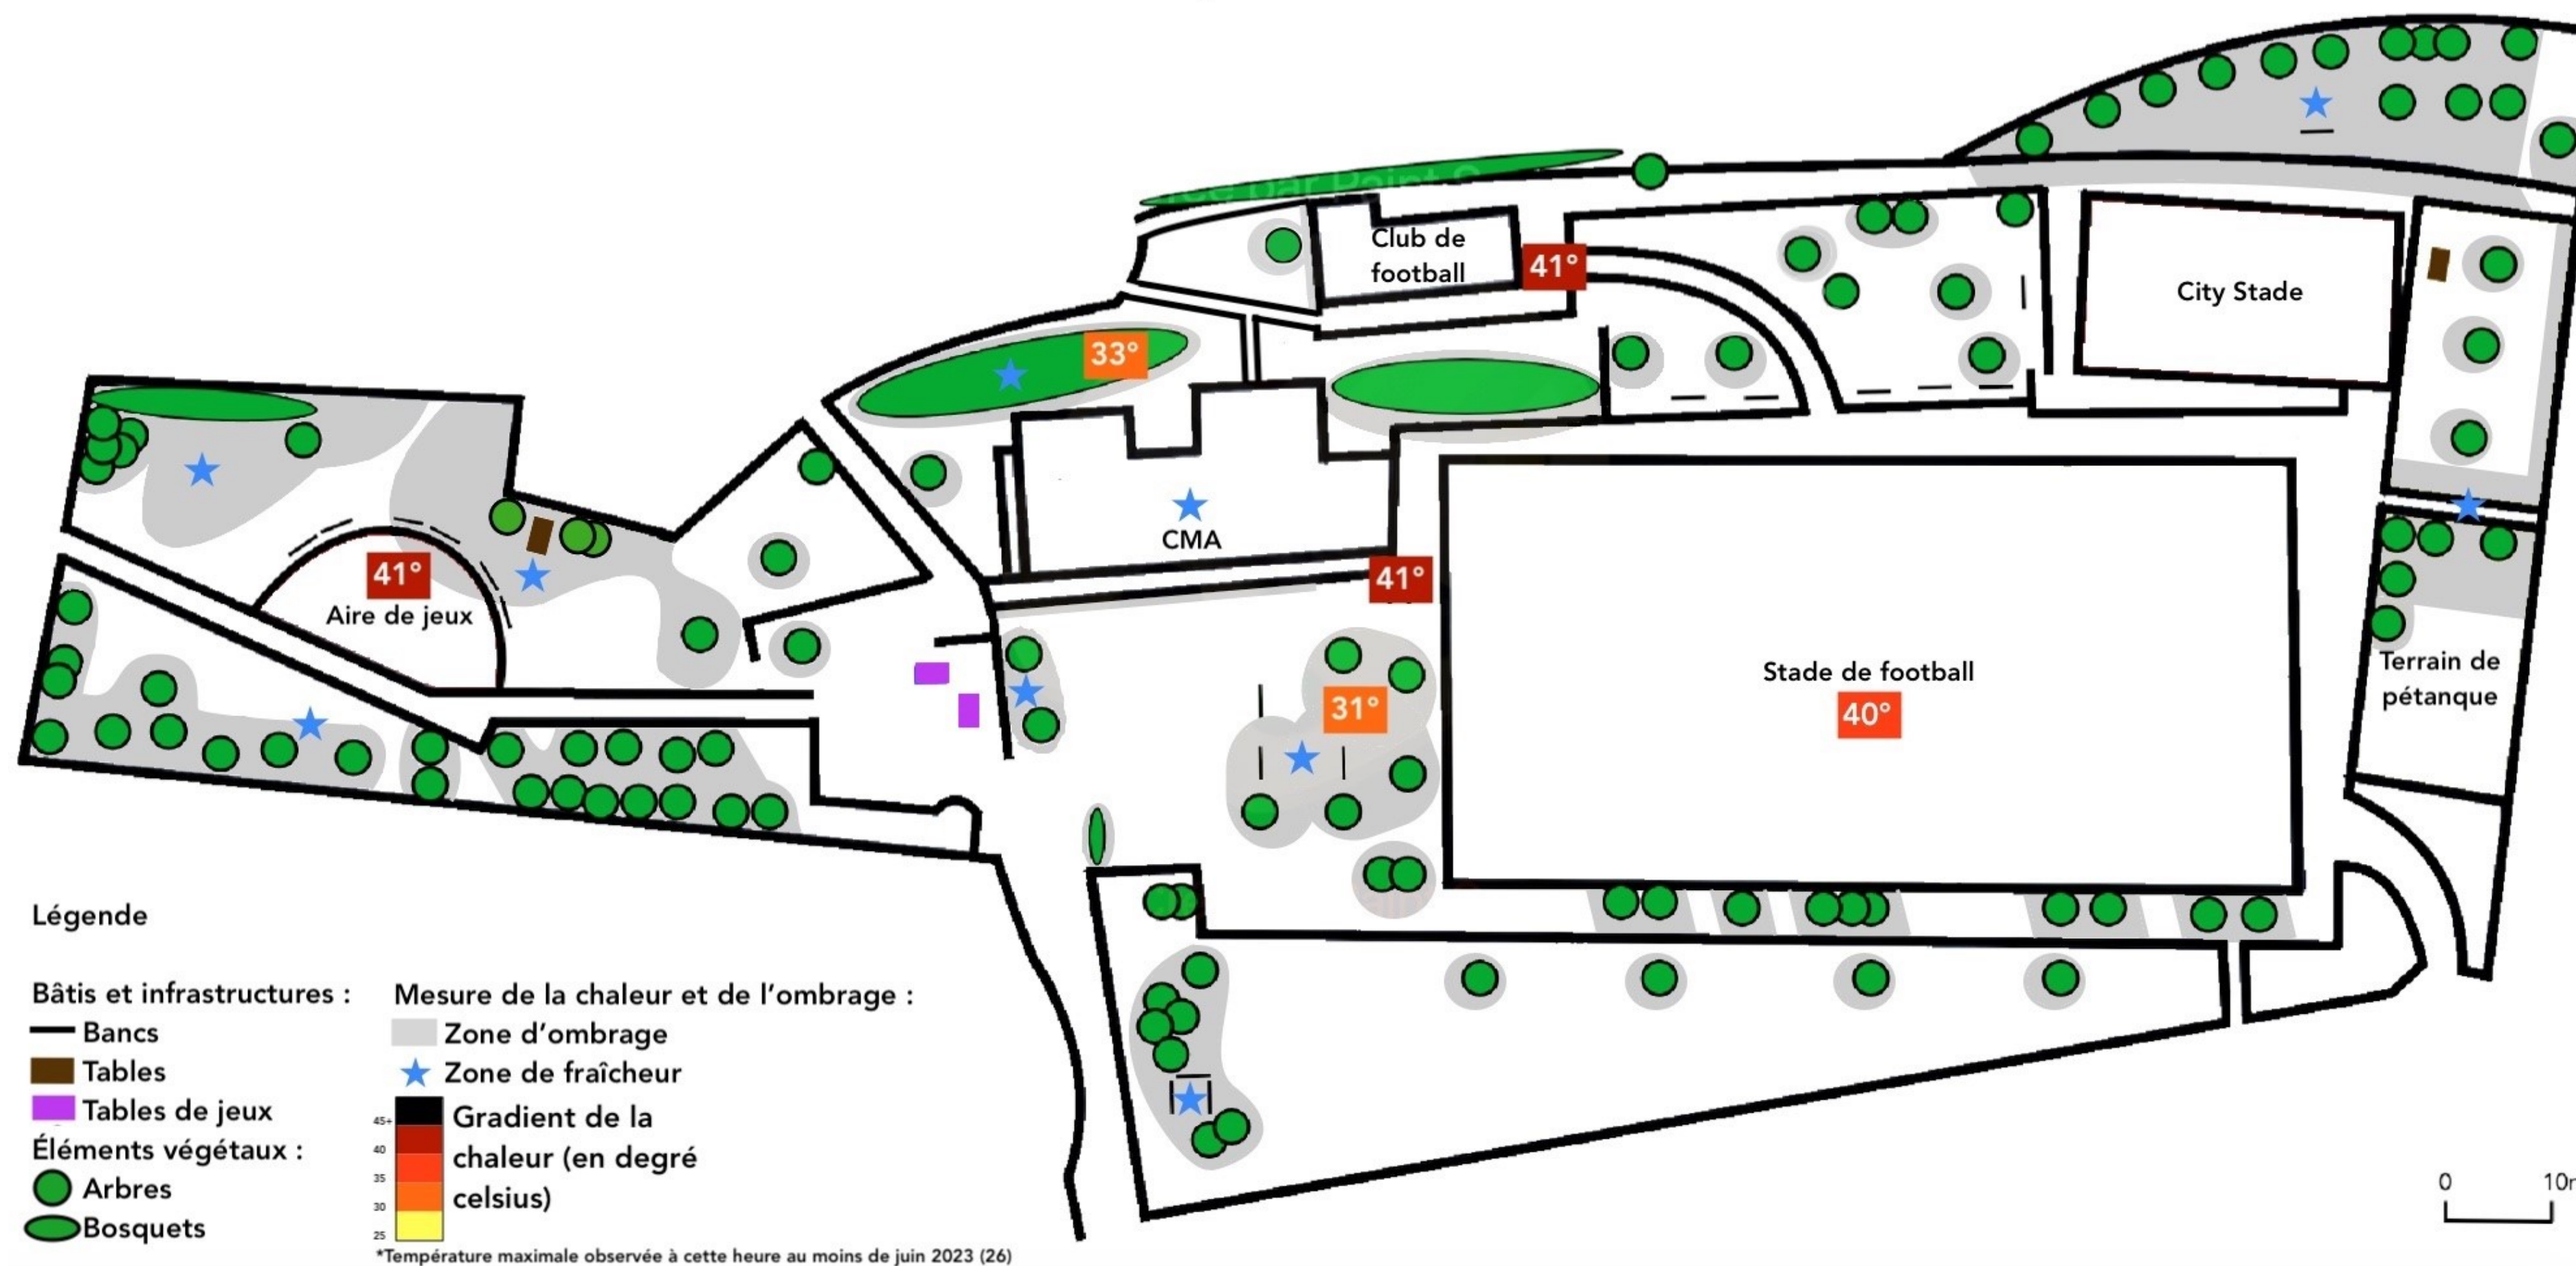 Club de
football
41°
City Stade
33°
CMA
41°
41°
Aire de jeux
31°
Stade de football
40°
Terrain de
pétanque
Légende
Bâtis et infrastructures :
Bancs
Tables
Tables de jeux
Éléments végétaux :
Arbres
Bosquets
Mesure de la chaleur et de l'ombrage :
Zone d'ombrage
Zone de fraîcheur
Gradient de la
chaleur (en degré
celsius)
45+
40
35
30
25
*Température maximale observée à cette heure au moins de juin 2023 (26)
0 10